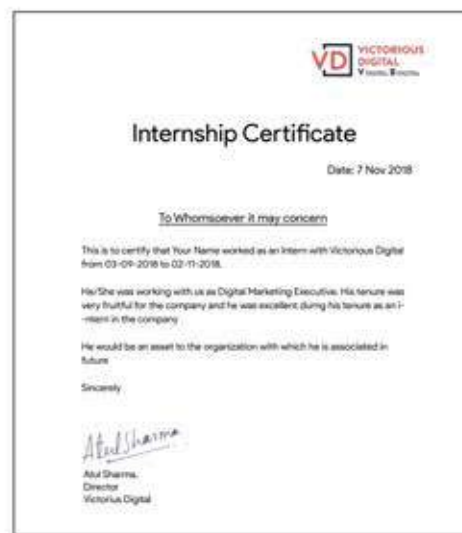 VD VICTORIOUS
DIGITAL
Internship Certificate
Date: 7 Nov 2018
To Whomsoever it may concern
This is to certify that Your Name worked as an Intern with Victorious Digital
from 03-09-2018 to 02-11-2018.
He/She was working with us as Digital Marketing Executive. His tenure was
very fruitful for the company and he was excellent during his tenure as an i-
-ntern in the company
He would be an asset to the organization with which he is associated in
future
Sincerely
Atul Sharma
Atul Sharma,
Director
Victorius Digital